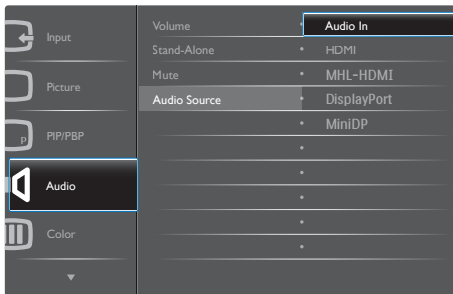 Input
Picture
P
PIP/PBP
Audio
Color
Volume
Stand-Alone
Mute
Audio Source
Audio In
HDMI
MHL-HDMI
DisplayPort
MiniDP